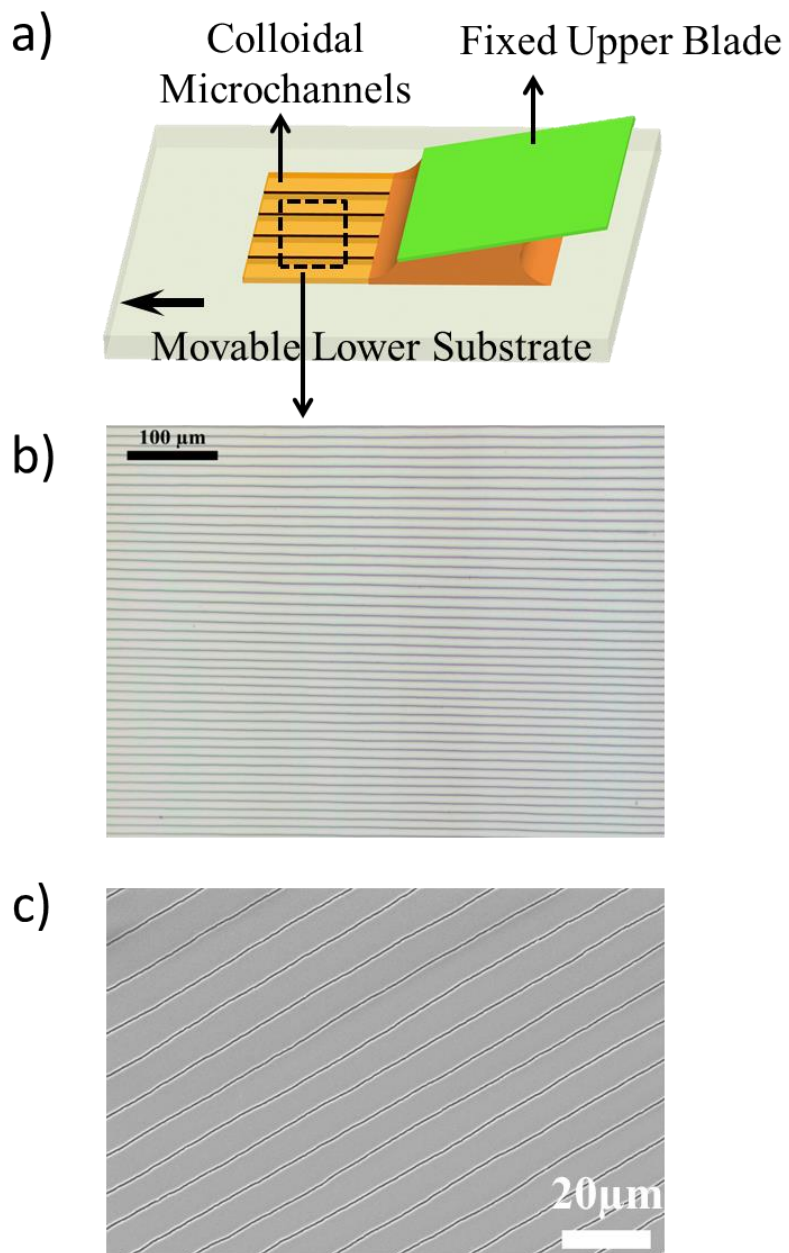 a)
Colloidal
Microchannels
Fixed Upper Blade
Movable Lower Substrate
b)
100 µm
c)
20µm